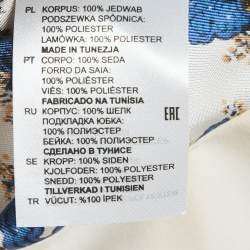 PL KORPUS: 100% JEDWAB
PODSZEWKA SPÓDNICA:
100% POLIESTER
LAMÓWKA: 100% POLIESTER
MADE IN TUNEZJA
PT CORPO: 100% SEDA
FORRO DA SAIA:
100% POLIÉSTER
VIÉS: 100% POLIÉSTER
FABRICADO NA TUNÍSIA
RU КОРПУС: 100% ШЕЛК
ПОДКЛАДКА ЮБКА:
100% ПОЛИЭСТЕР
БЕЙКА: 100% ПОЛИЭСТЕР
СДЕЛАНО В ТУНИСЕ
SE KROPP: 100% SIDEN
KJOLFODER: 100% POLYESTER
SNEDD: 100% POLYESTER
TILLVERKAD I TUNISIEN
TR VÜCUT: %100 İPEK
EAC